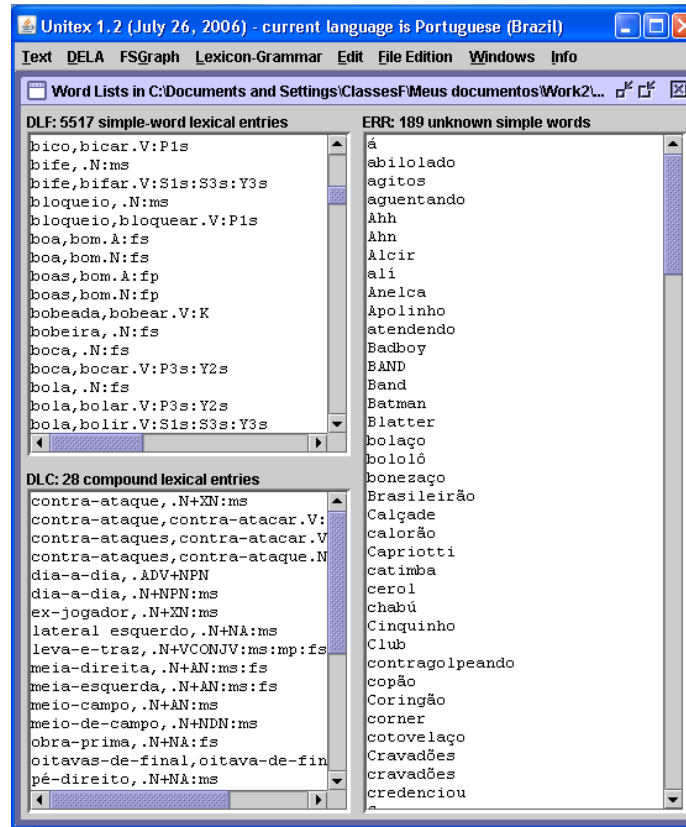 Unitex 1.2 (July 26, 2006) - current language is Portuguese (Brazil)
Text DELA FSGraph Lexicon-Grammar Edit File Edition Windows Info
Word Lists in C:\Documents and Settings\ClassesF\Meus documentos\Work2\...
DLF: 5517 simple-word lexical entries
bico,bicar.V:P1s
bife,.N:ms
bife,bifar.V:S1s:S3s:Y3s
bloqueio,.N:ms
bloqueio,bloquear.V:P1s
boa,bom.A:fs
boa,bom.N:fs
boas,bom.A:fp
boas,bom.N:fp
bobeada,bobear.V:K
bobeira,.N:fs
boca,.N:fs
boca,bocar.V:P3s:Y2s
bola,.N:fs
bola,bolar.V:P3s:Y2s
bola,bolir.V:S1s:S3s:Y3s
DLC: 28 compound lexical entries
contra-ataque,.N+XN:ms
contra-ataque,contra-atacar.V:
contra-ataques,contra-atacar.V
contra-ataques,contra-ataque.N
dia-a-dia,.ADV+NPN
dia-a-dia,.N+NPN:ms
ex-jogador,.N+XN:ms
lateral esquerdo,.N+NA:ms
leva-e-traz,.N+VCONJV:ms:mp:fs
meia-direita,.N+AN:ms:fs
meia-esquerda,.N+AN:ms:fs
meio-campo,.N+AN:ms
meio-de-campo,.N+NDN:ms
obra-prima,.N+NA:fs
oitavas-de-final,oitava-de-fin
pé-direito,.N+NA:ms
ERR: 189 unknown simple words
á
abilolado
agitos
aguentando
Ahh
Ahn
Alcir
alí
Anelca
Apolinho
atendendo
Badboy
BAND
Band
Batman
Blatter
bolaço
bololô
bonezaço
Brasileirão
Calçade
calorão
Capriotti
catimba
cerol
chabú
Cinquinho
Club
contragolpeando
copão
Coringão
corner
cotovelaço
Cravadões
cravadões
credenciou